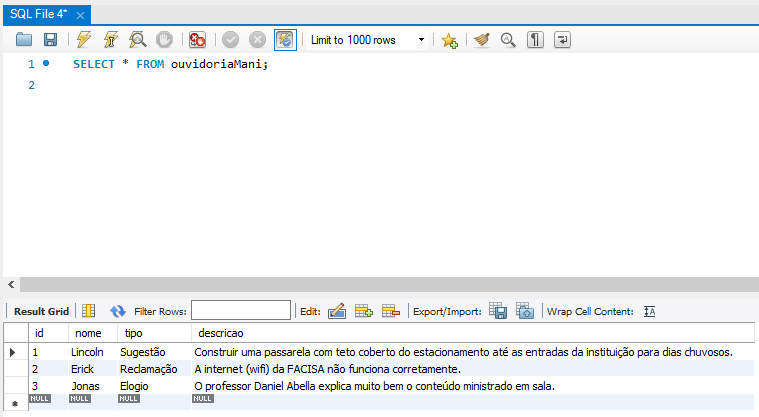 SQL File 4*
Limit to 1000 rows
1 SELECT * FROM ouvidoriaMani;
2
Result Grid Filter Rows: Edit: Export/Import: Wrap Cell Content:
id nome tipo descricao
1 Lincoln Sugestão Construir uma passarela com teto coberto do estacionamento até as entradas da instituição para dias chuvosos.
2 Erick Reclamação A internet (wifi) da FACISA não funciona corretamente.
3 Jonas Elogio O professor Daniel Abella explica muito bem o conteúdo ministrado em sala.
NULL NULL NULL NULL